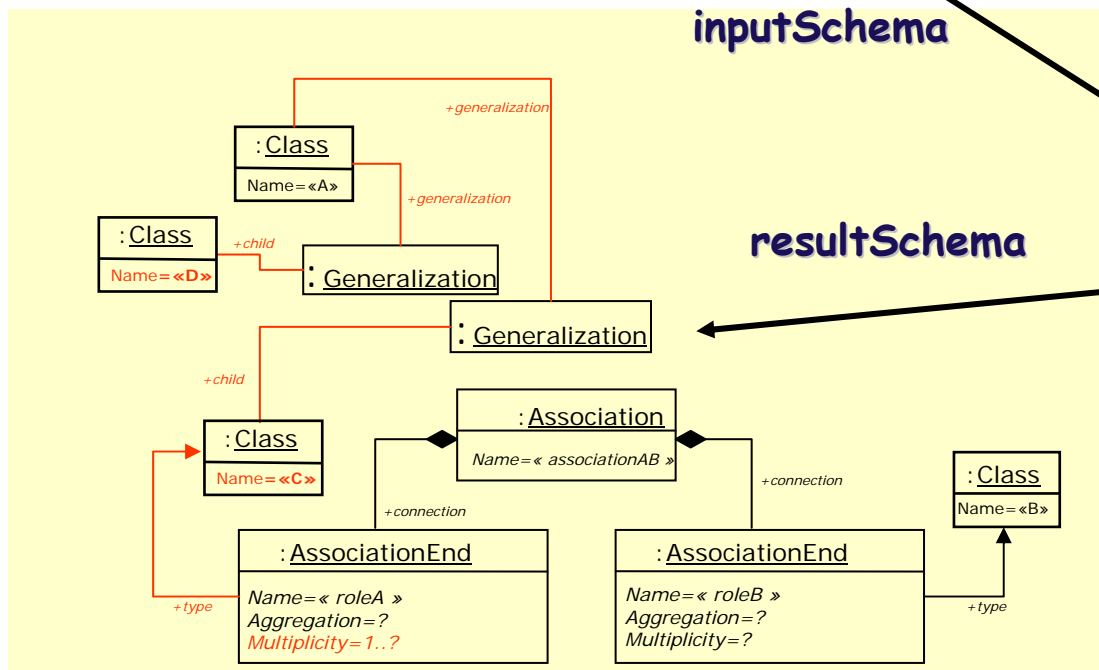 inputSchema
+generalization
:Class
Name=«A»
+generalization
:Class
Name=«D»
+child
: Generalization
resultSchema
: Generalization
+child
:Class
Name=«C»
:Association
Name=« associationAB »
+connection
+connection
:Class
Name=«B»
:AssociationEnd
Name=« roleA »
Aggregation=?
Multiplicity=1..?
+type
:AssociationEnd
Name=« roleB »
Aggregation=?
Multiplicity=?
+type